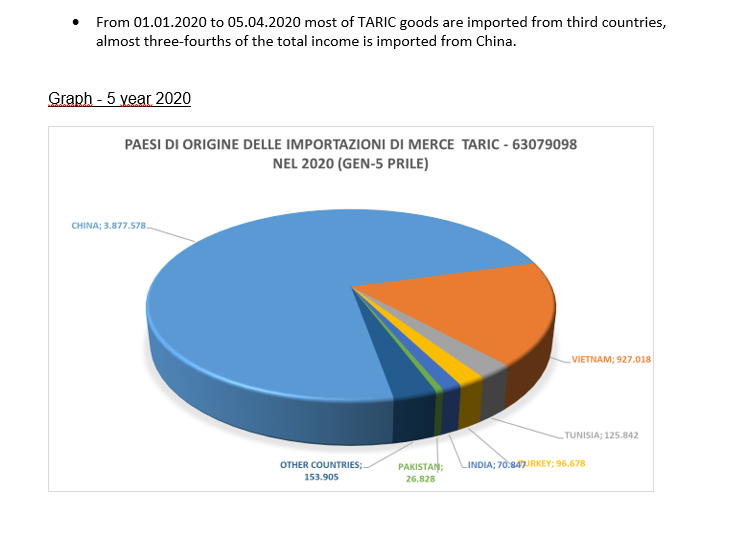 • From 01.01.2020 to 05.04.2020 most of TARIC goods are imported from third countries,
almost three-fourths of the total income is imported from China.
Graph - 5 year 2020
PAESI DI ORIGINE DELLE IMPORTAZIONI DI MERCE TARIC - 63079098
NEL 2020 (GEN-5 PRILE)
CHINA; 3.877.578
VIETNAM; 927.018
TUNISIA; 125.842
OTHER COUNTRIES;
153.905
PAKISTAN;
26.828
INDIA; 70.847
TURKEY; 96.678